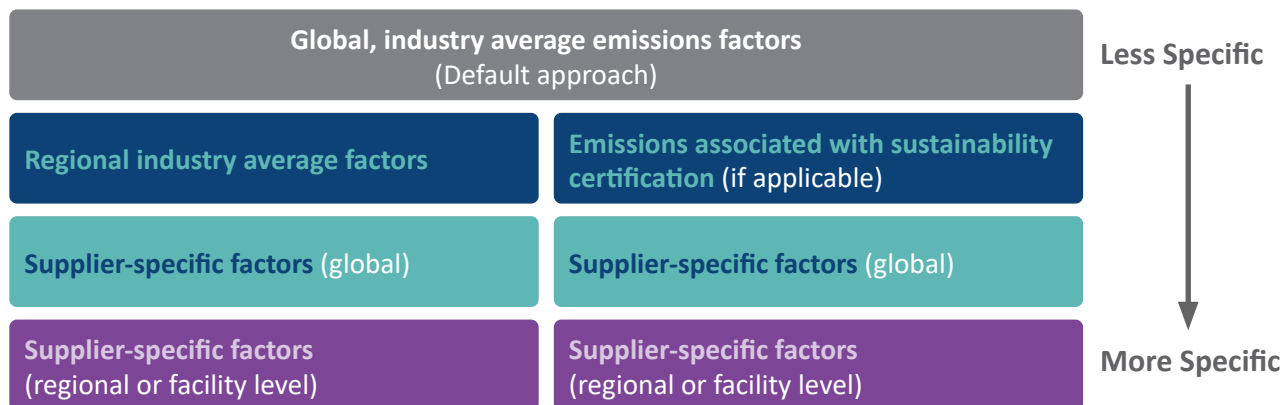 Global, industry average emissions factors
(Default approach)
Less Specific
Regional industry average factors
Emissions associated with sustainability
certification (if applicable)
Supplier-specific factors (global)
Supplier-specific factors (global)
Supplier-specific factors
(regional or facility level)
Supplier-specific factors
(regional or facility level)
More Specific